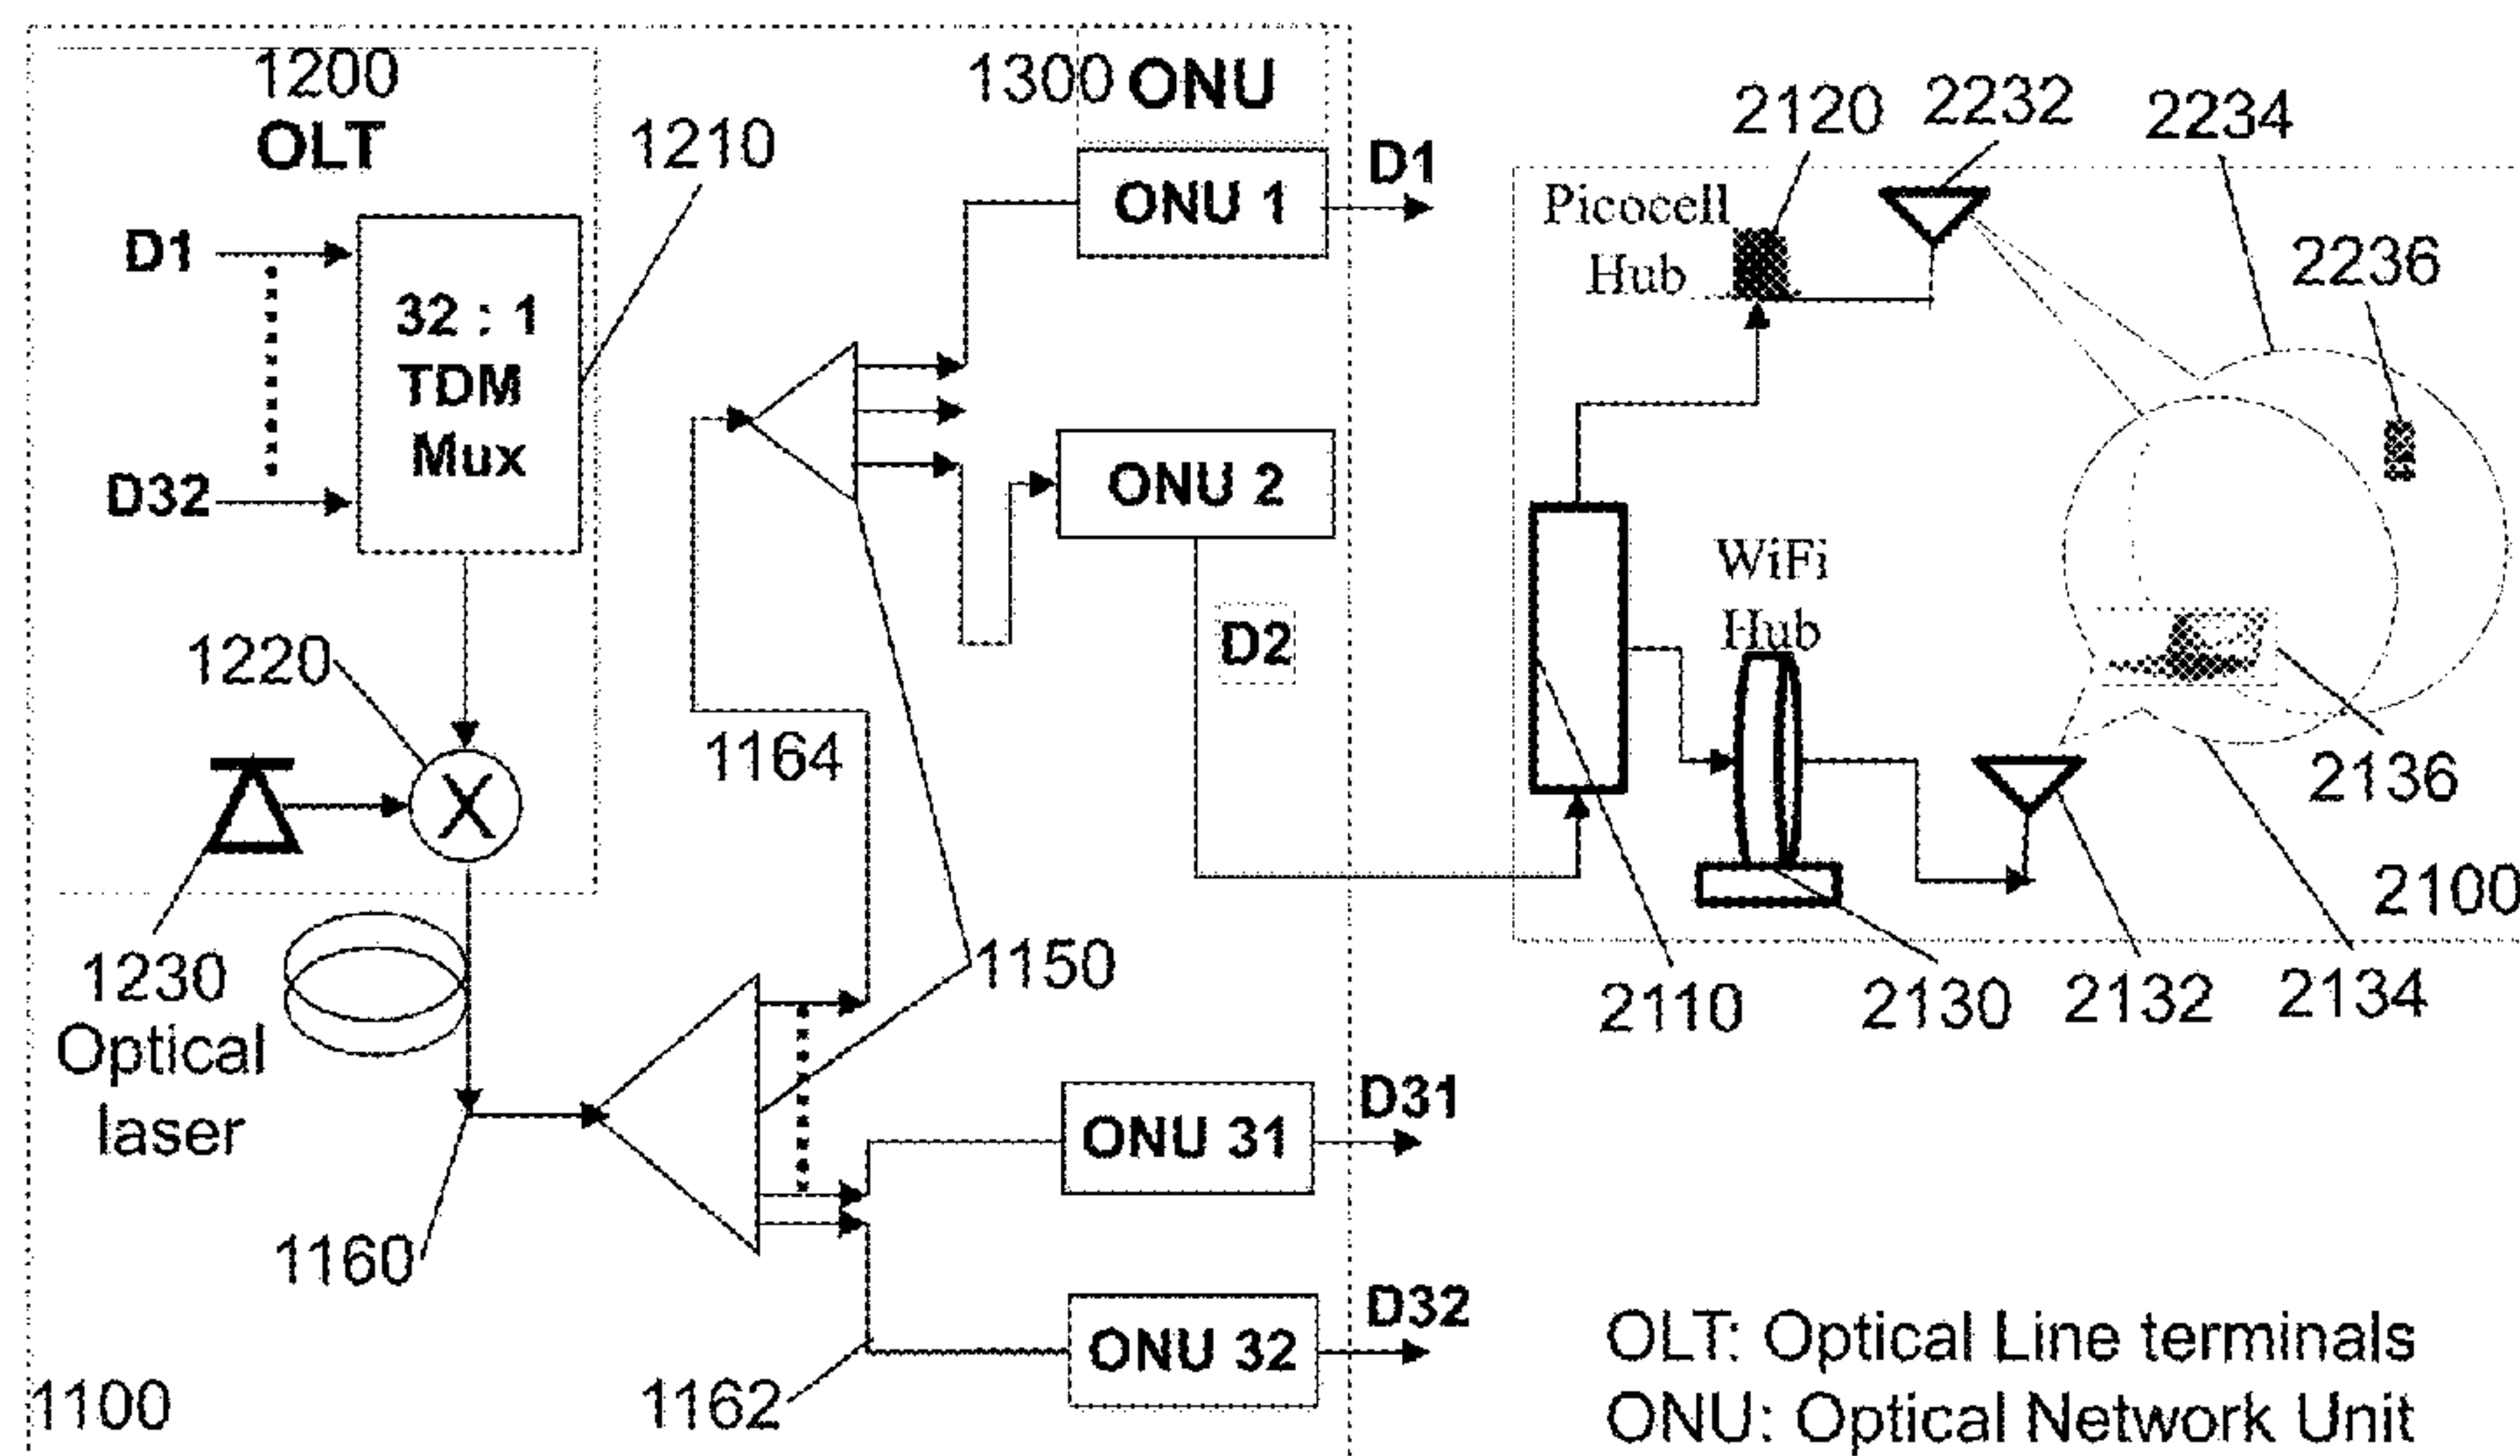 1200
OLT
1210
D1
32 : 1
TDM
Mux
D32
1220
1230
Optical
laser
1160
1100
1300 ONU
ONU 1
D1
ONU 2
D2
1164
1150
ONU 31
D31
ONU 32
D32
1162
2120
2232
2234
2236
Picocell
Hub
WiFi
Hub
2136
2100
2110
2130
2132
2134
OLT: Optical Line terminals
ONU: Optical Network Unit